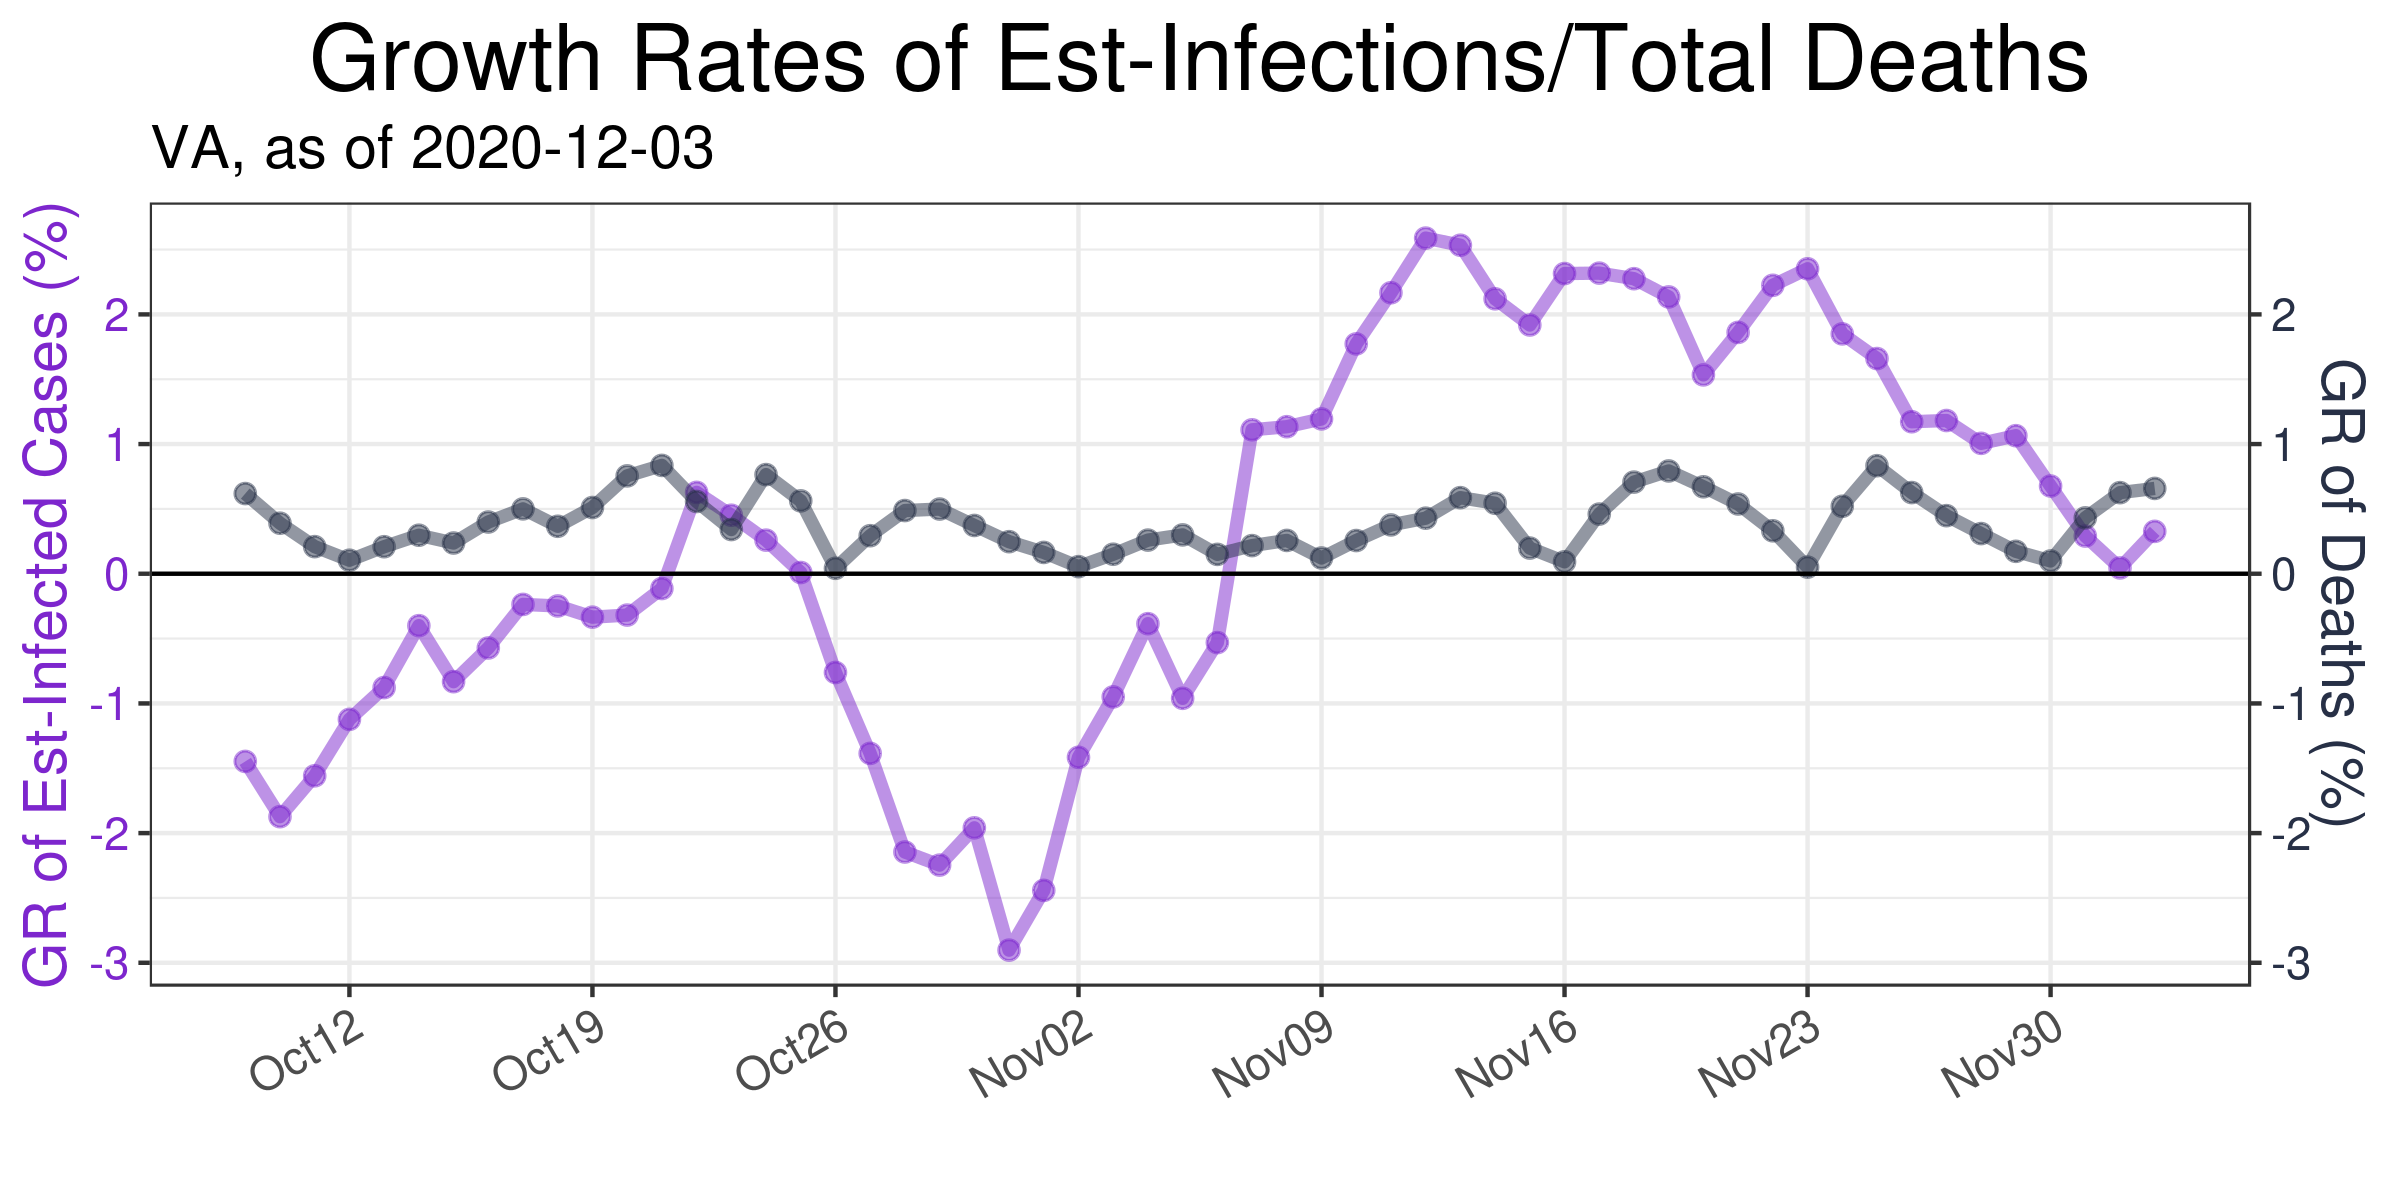 Growth Rates of Est-Infections/Total Deaths
VA, as of 2020-12-03
GR of Est-Infected Cases (%)
2
1
0
-1
-2
-3
2
1
0
-1
-2
-3
GR of Deaths (%)
Oct12
Oct19
Oct26
Nov02
Nov09
Nov16
Nov23
Nov30